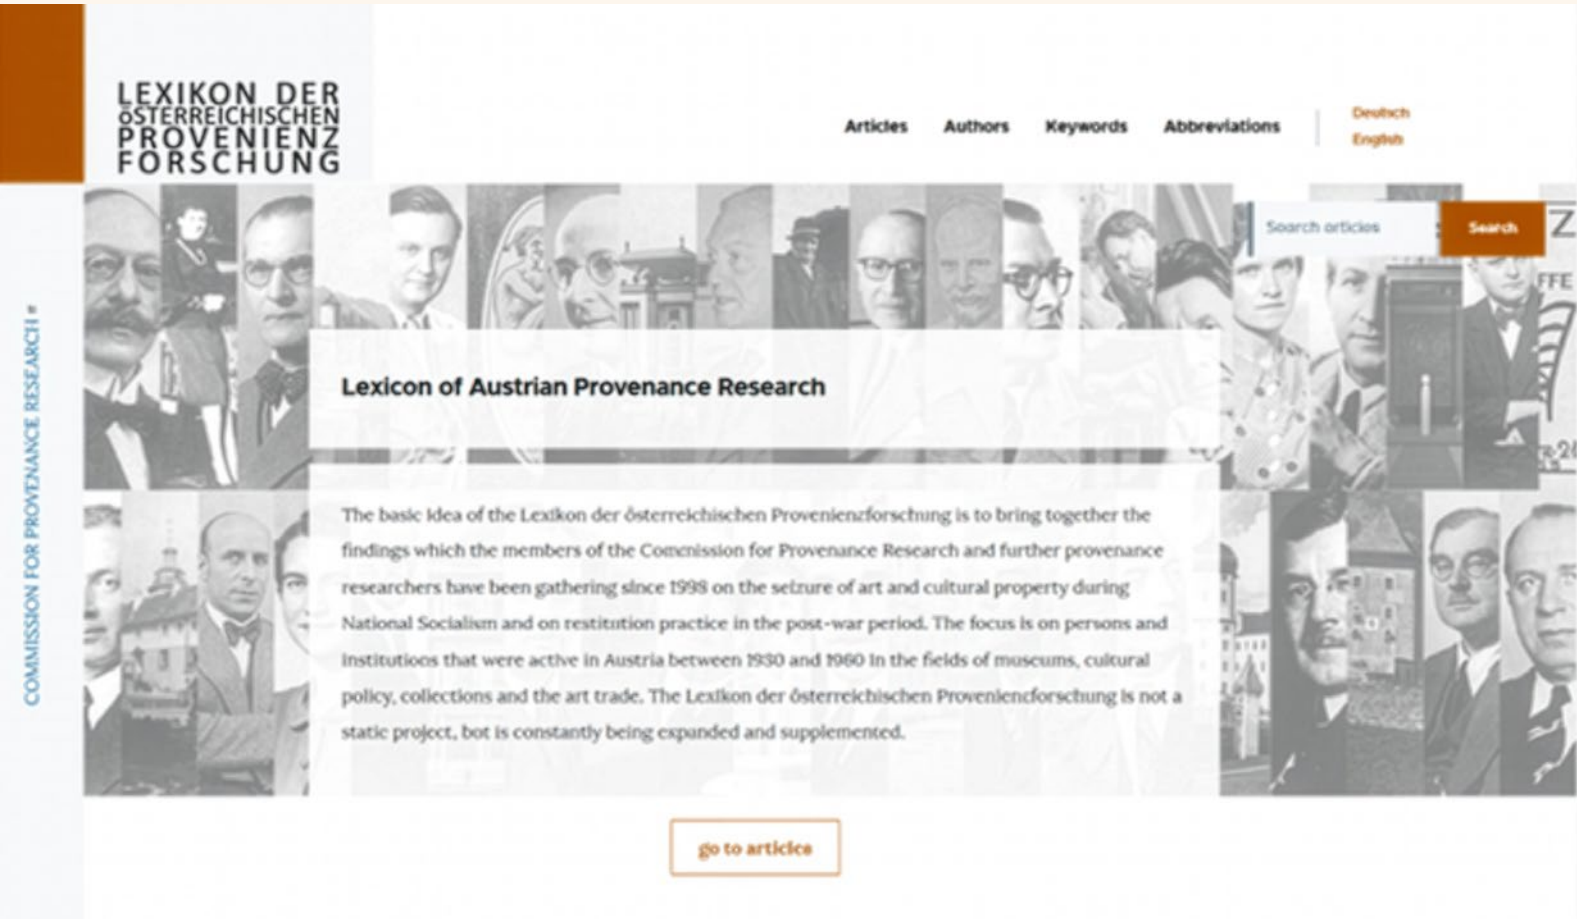 LEXIKON DER
öSTERREICHISCHEN
PROVENIENZ
FORSCHUNG
Articles
Authors
Keywords
Abbreviations
Deutsch
English
Search articles
Search
Z
FFE
COMMISSION FOR PROVENANCE RESEARCH
Lexicon of Austrian Provenance Research
The basic idea of the Lexikon der österreichischen Provenienzforschung is to bring together the
findings which the members of the Commission for Provenance Research and further provenance
researchers have been gathering since 1998 on the seizure of art and cultural property during
National Socialism and on restitution practice in the post-war period. The focus is on persons and
institutions that were active in Austria between 1930 and 1960 in the fields of museums, cultural
policy, collections and the art trade. The Lexikon der österreichischen Provenienzforschung is not a
static project, but is constantly being expanded and supplemented.
go to articles